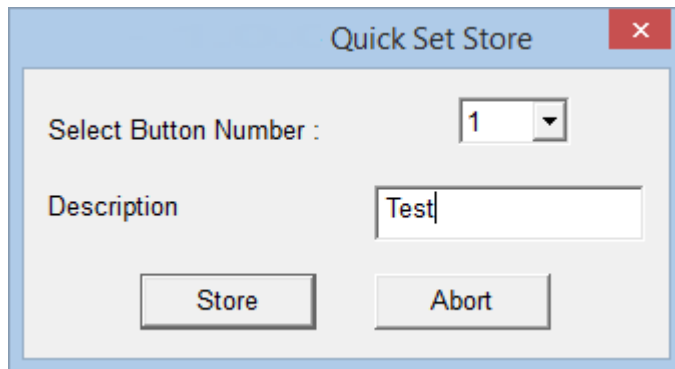 Quick Set Store
Select Button Number : 1
Description Test
Store Abort